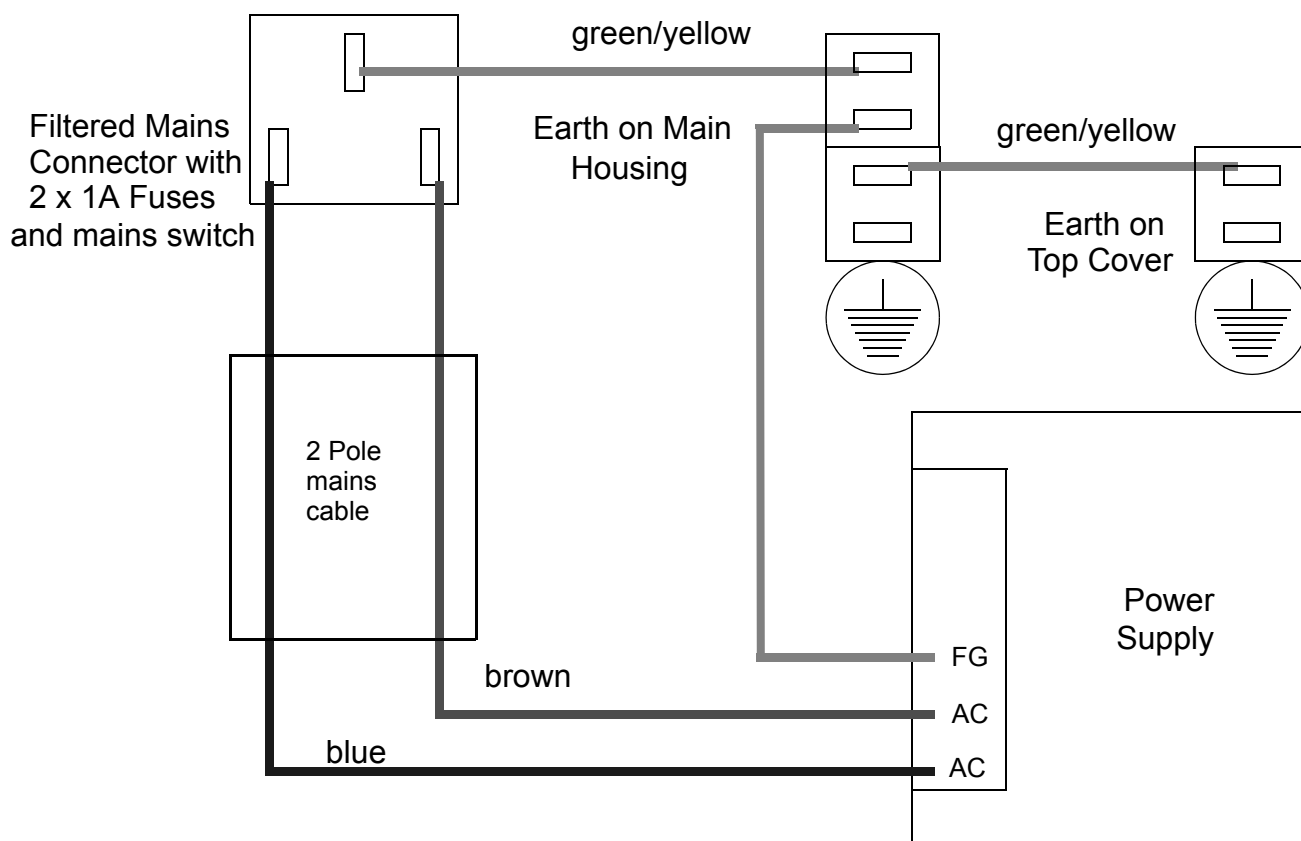 green/yellow
Filtered Mains
Connector with
2 x 1A Fuses
and mains switch
Earth on Main
Housing
green/yellow
Earth on
Top Cover
2 Pole
mains
cable
Power
Supply
FG
brown
AC
blue
AC